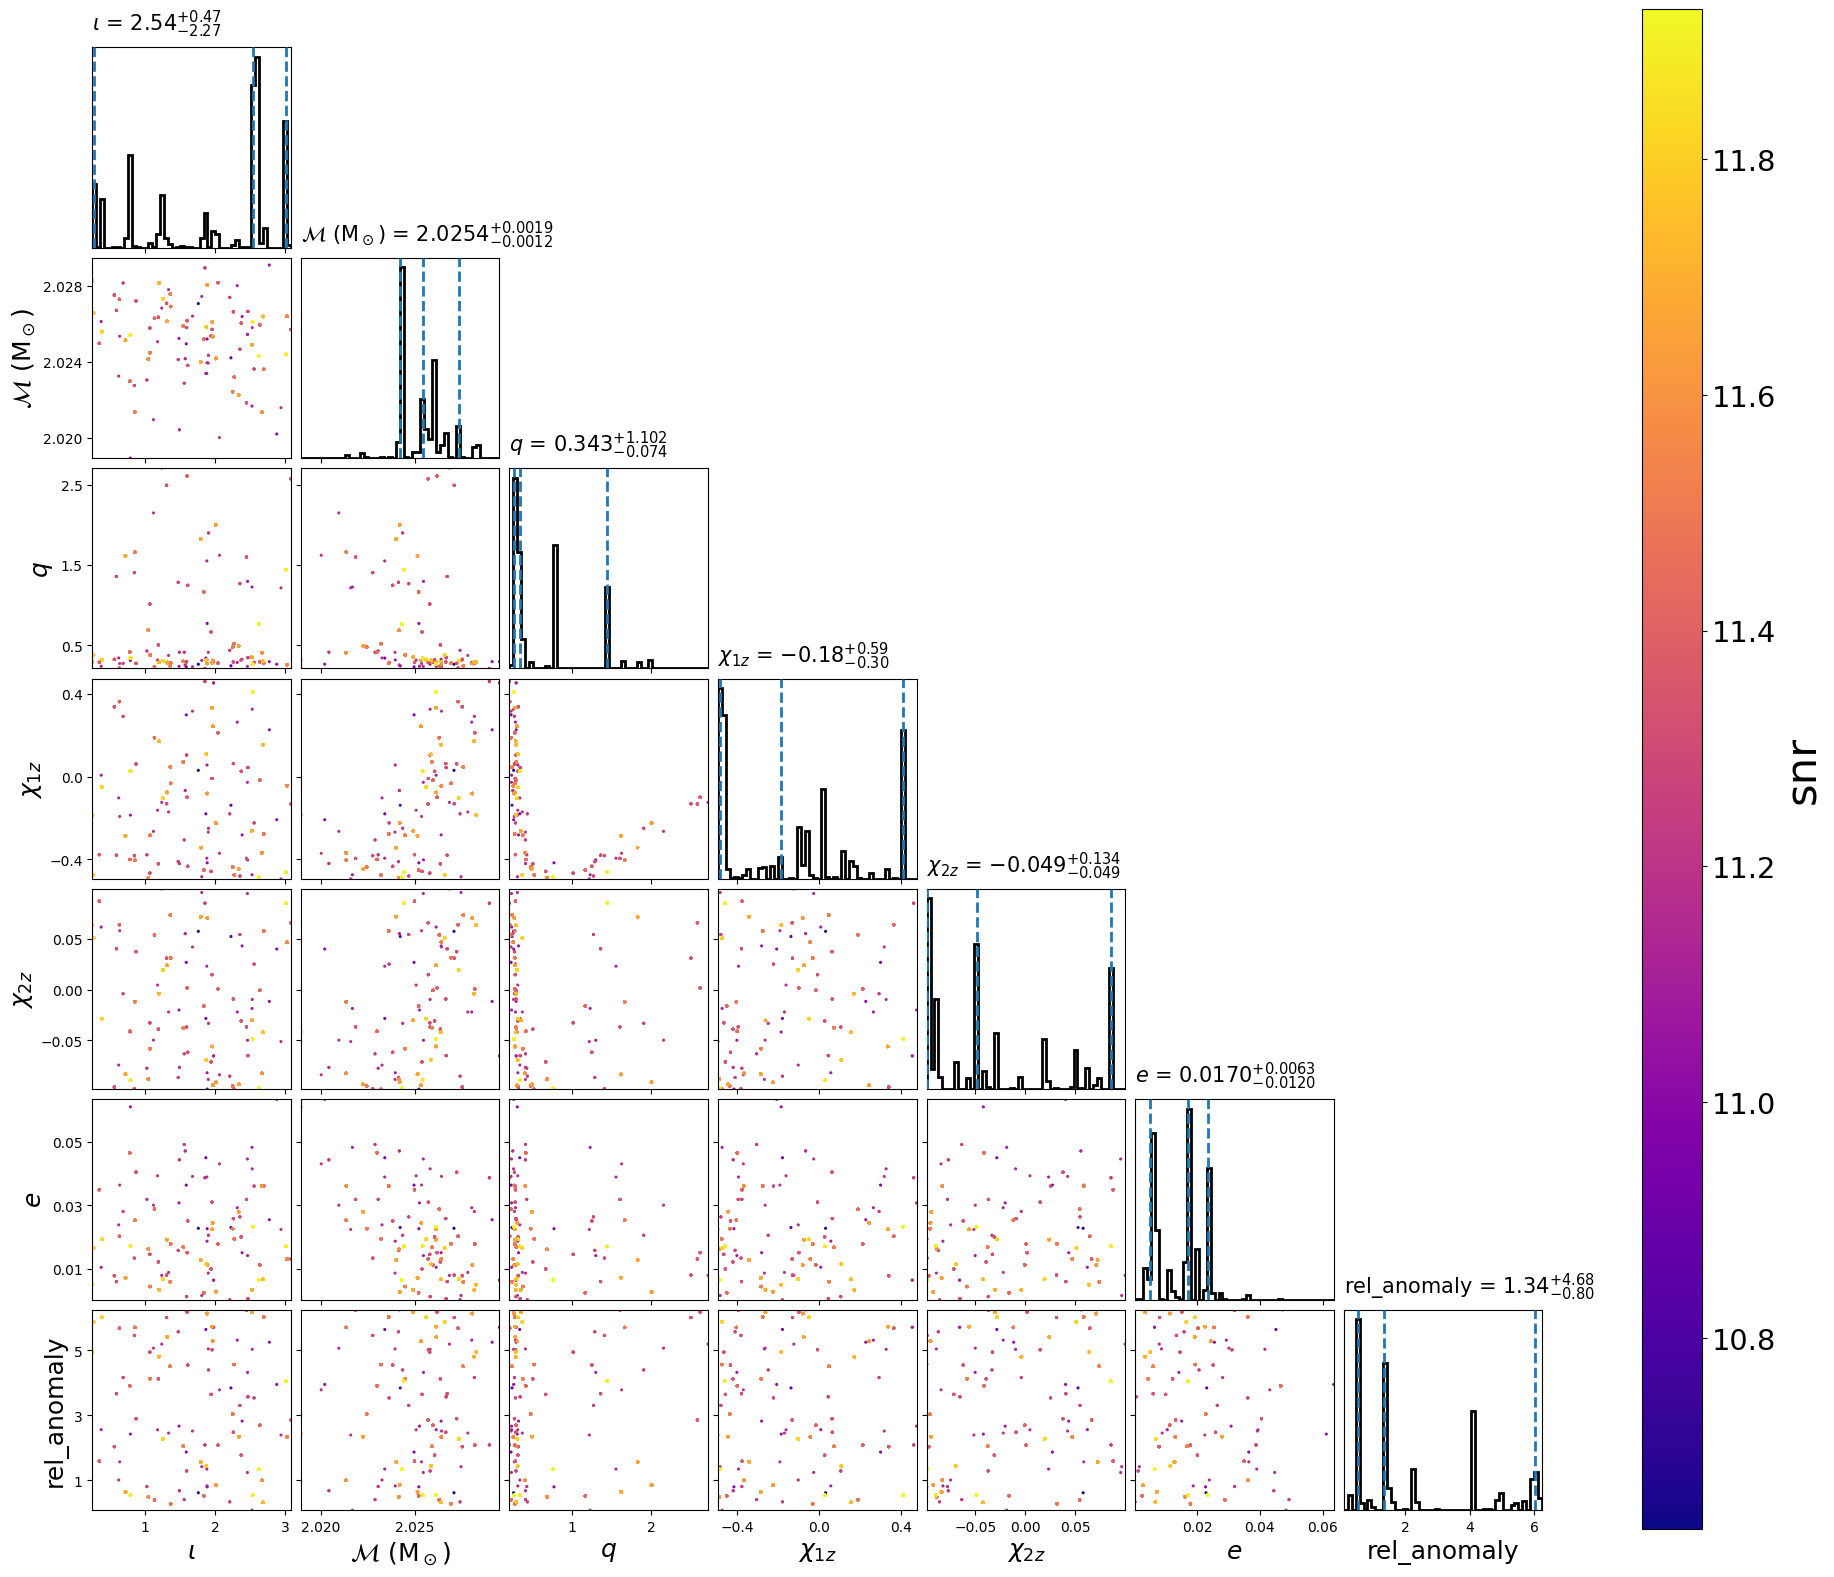 ι = 2.54 +0.47 −2.27
ℳ (M_⊙) = 2.0254 +0.0019 −0.0012
q = 0.343 +1.102 −0.074
χ1z = −0.18 +0.59 −0.30
χ2z = −0.049 +0.134 −0.049
e = 0.0170 +0.0063 −0.0120
rel_anomaly = 1.34 +4.68 −0.80
ℳ (M_⊙)
2.028
2.024
2.020
q
2.5
1.5
0.5
χ1z
0.4
0.0
−0.4
χ2z
0.05
0.00
−0.05
e
0.05
0.03
0.01
rel_anomaly
5
3
1
1 2 3
ι
2.020 2.025
ℳ (M_⊙)
1 2
q
−0.4 0.0 0.4
χ1z
−0.05 0.00 0.05
χ2z
0.02 0.04 0.06
e
2 4 6
rel_anomaly
11.8
11.6
11.4
11.2
11.0
10.8
snr